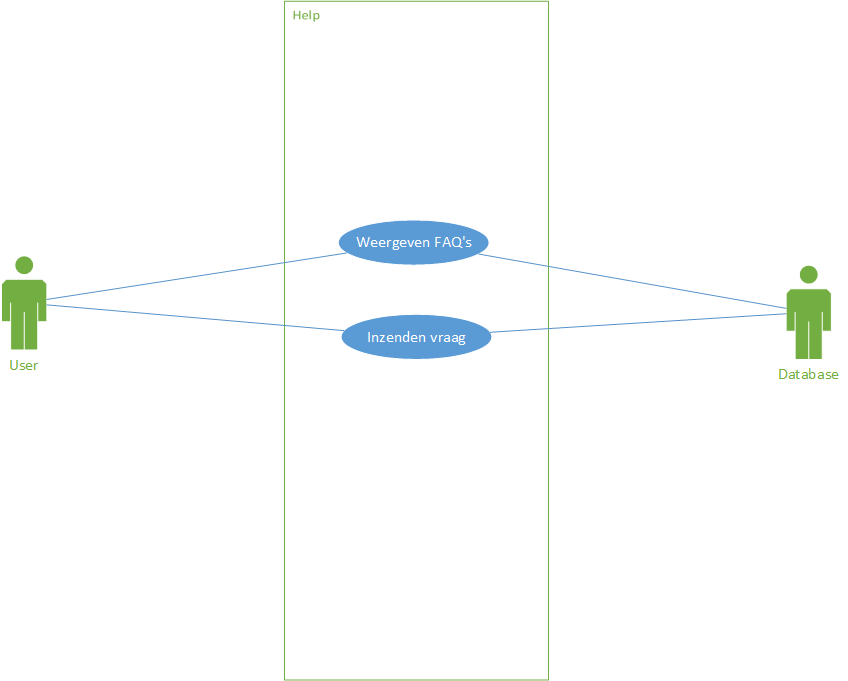 Help
Weergeven FAQ's
Inzenden vraag
User
Database